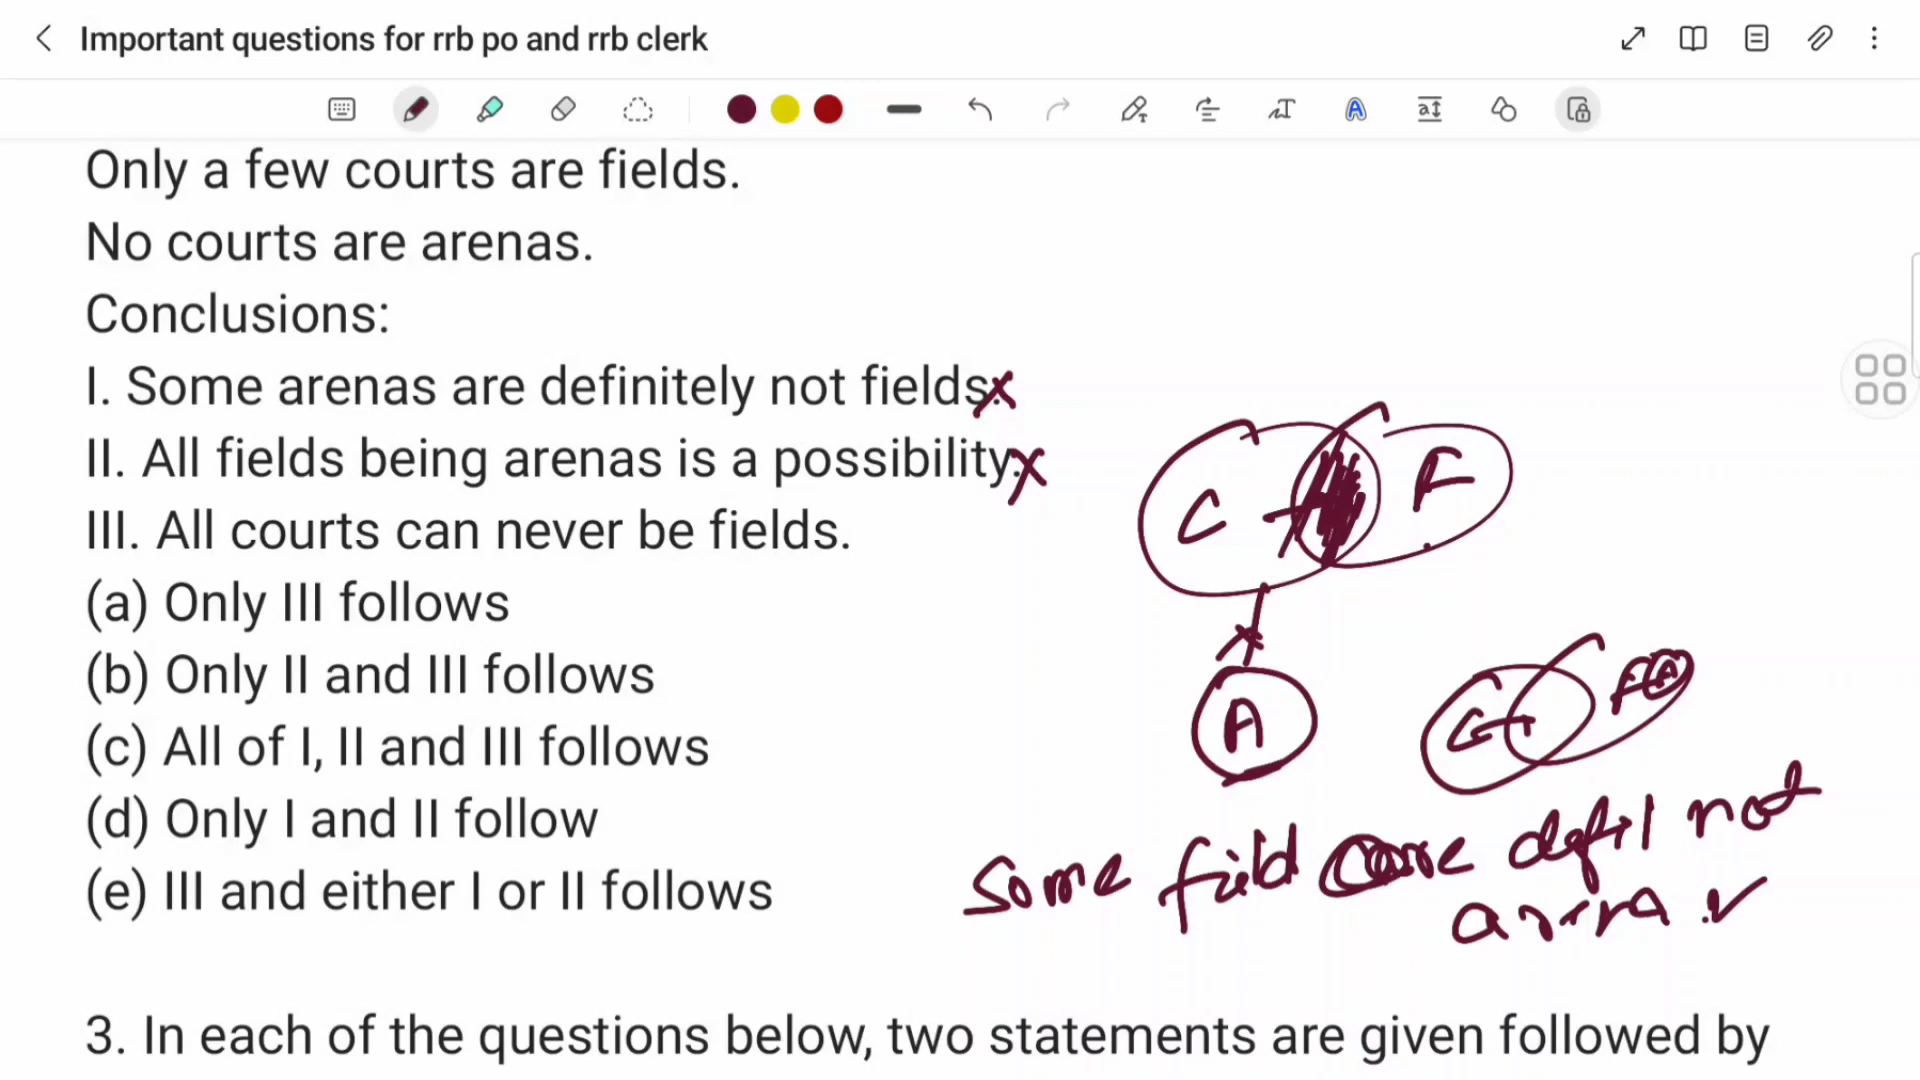 Important questions for rrb po and rrb clerk
Only a few courts are fields.
No courts are arenas.
Conclusions:
I. Some arenas are definitely not fields.
II. All fields being arenas is a possibility.
III. All courts can never be fields.
(a) Only III follows
(b) Only II and III follows
(c) All of I, II and III follows
(d) Only I and II follow
(e) III and either I or II follows
C F
A
C F A
Some field are not
3. In each of the questions below, two statements are given followed by